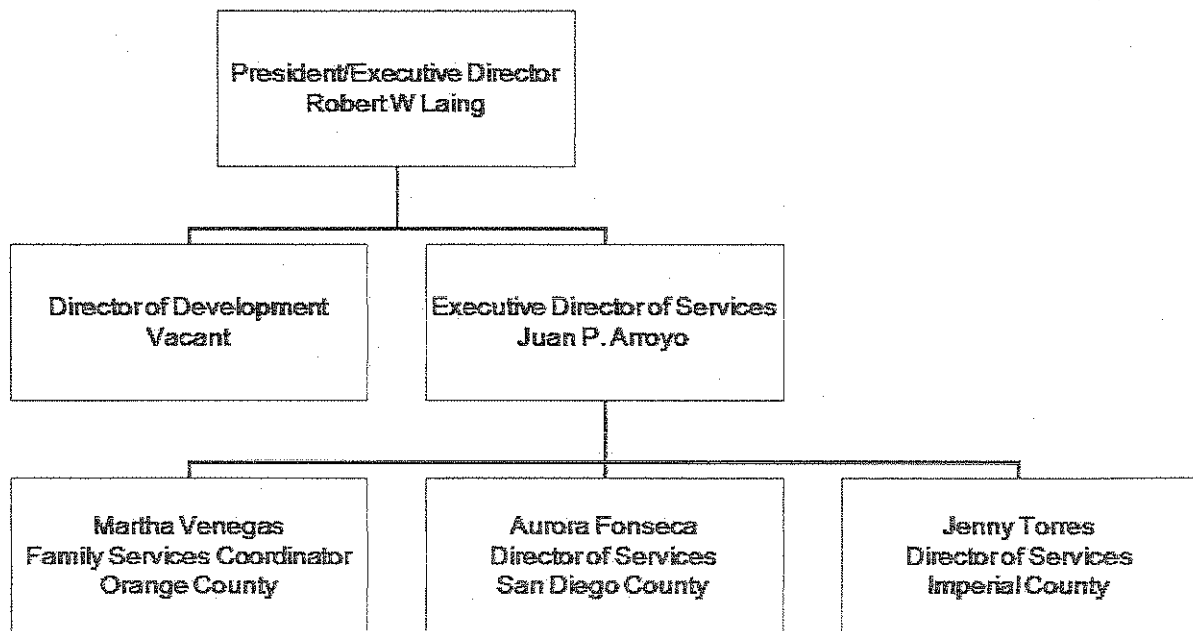 President/Executive Director
Robert W Laing
Director of Development
Vacant
Executive Director of Services
Juan P. Arroyo
Martha Venegas
Family Services Coordinator
Orange County
Aurora Fonseca
Director of Services
San Diego County
Jenny Torres
Director of Services
Imperial County